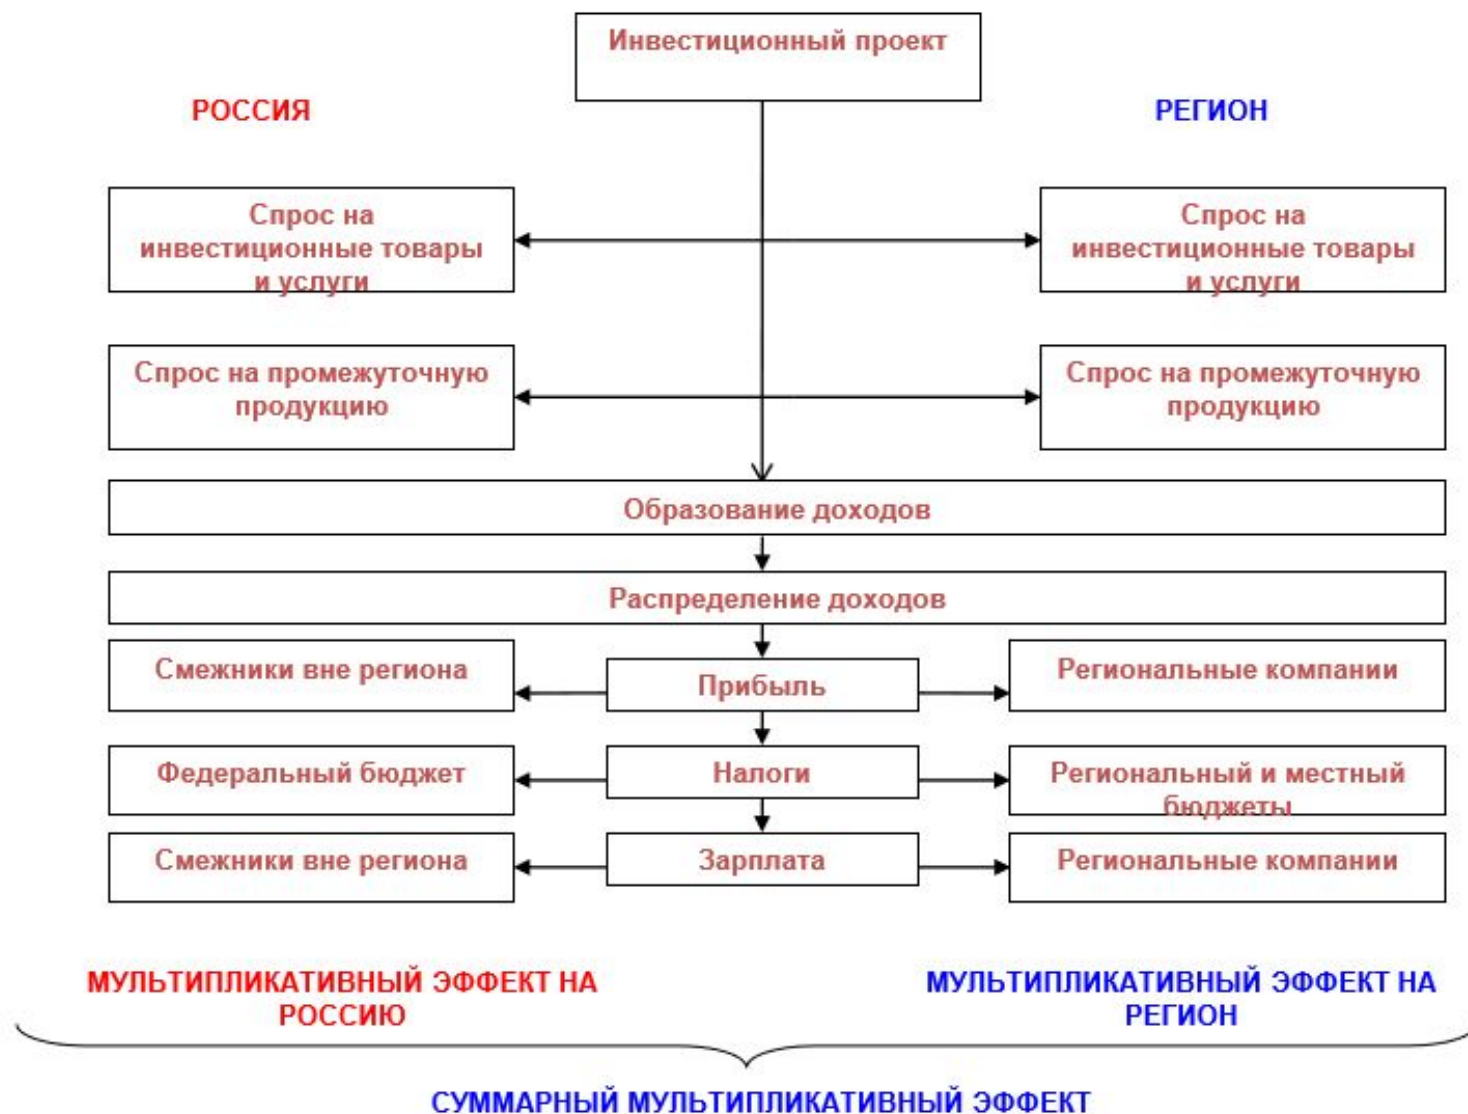 Инвестиционный проект
РОССИЯ
РЕГИОН
Спрос на
инвестиционные товары
и услуги
Спрос на
инвестиционные товары
и услуги
Спрос на промежуточную
продукцию
Спрос на промежуточную
продукцию
Образование доходов
Распределение доходов
Смежники вне региона
Прибыль
Региональные компании
Федеральный бюджет
Налоги
Региональный и местный
бюджеты
Смежники вне региона
Зарплата
Региональные компании
МУЛЬТИПЛИКАТИВНЫЙ ЭФФЕКТ НА
РОССИЮ
МУЛЬТИПЛИКАТИВНЫЙ ЭФФЕКТ НА
РЕГИОН
СУММАРНЫЙ МУЛЬТИПЛИКАТИВНЫЙ ЭФФЕКТ